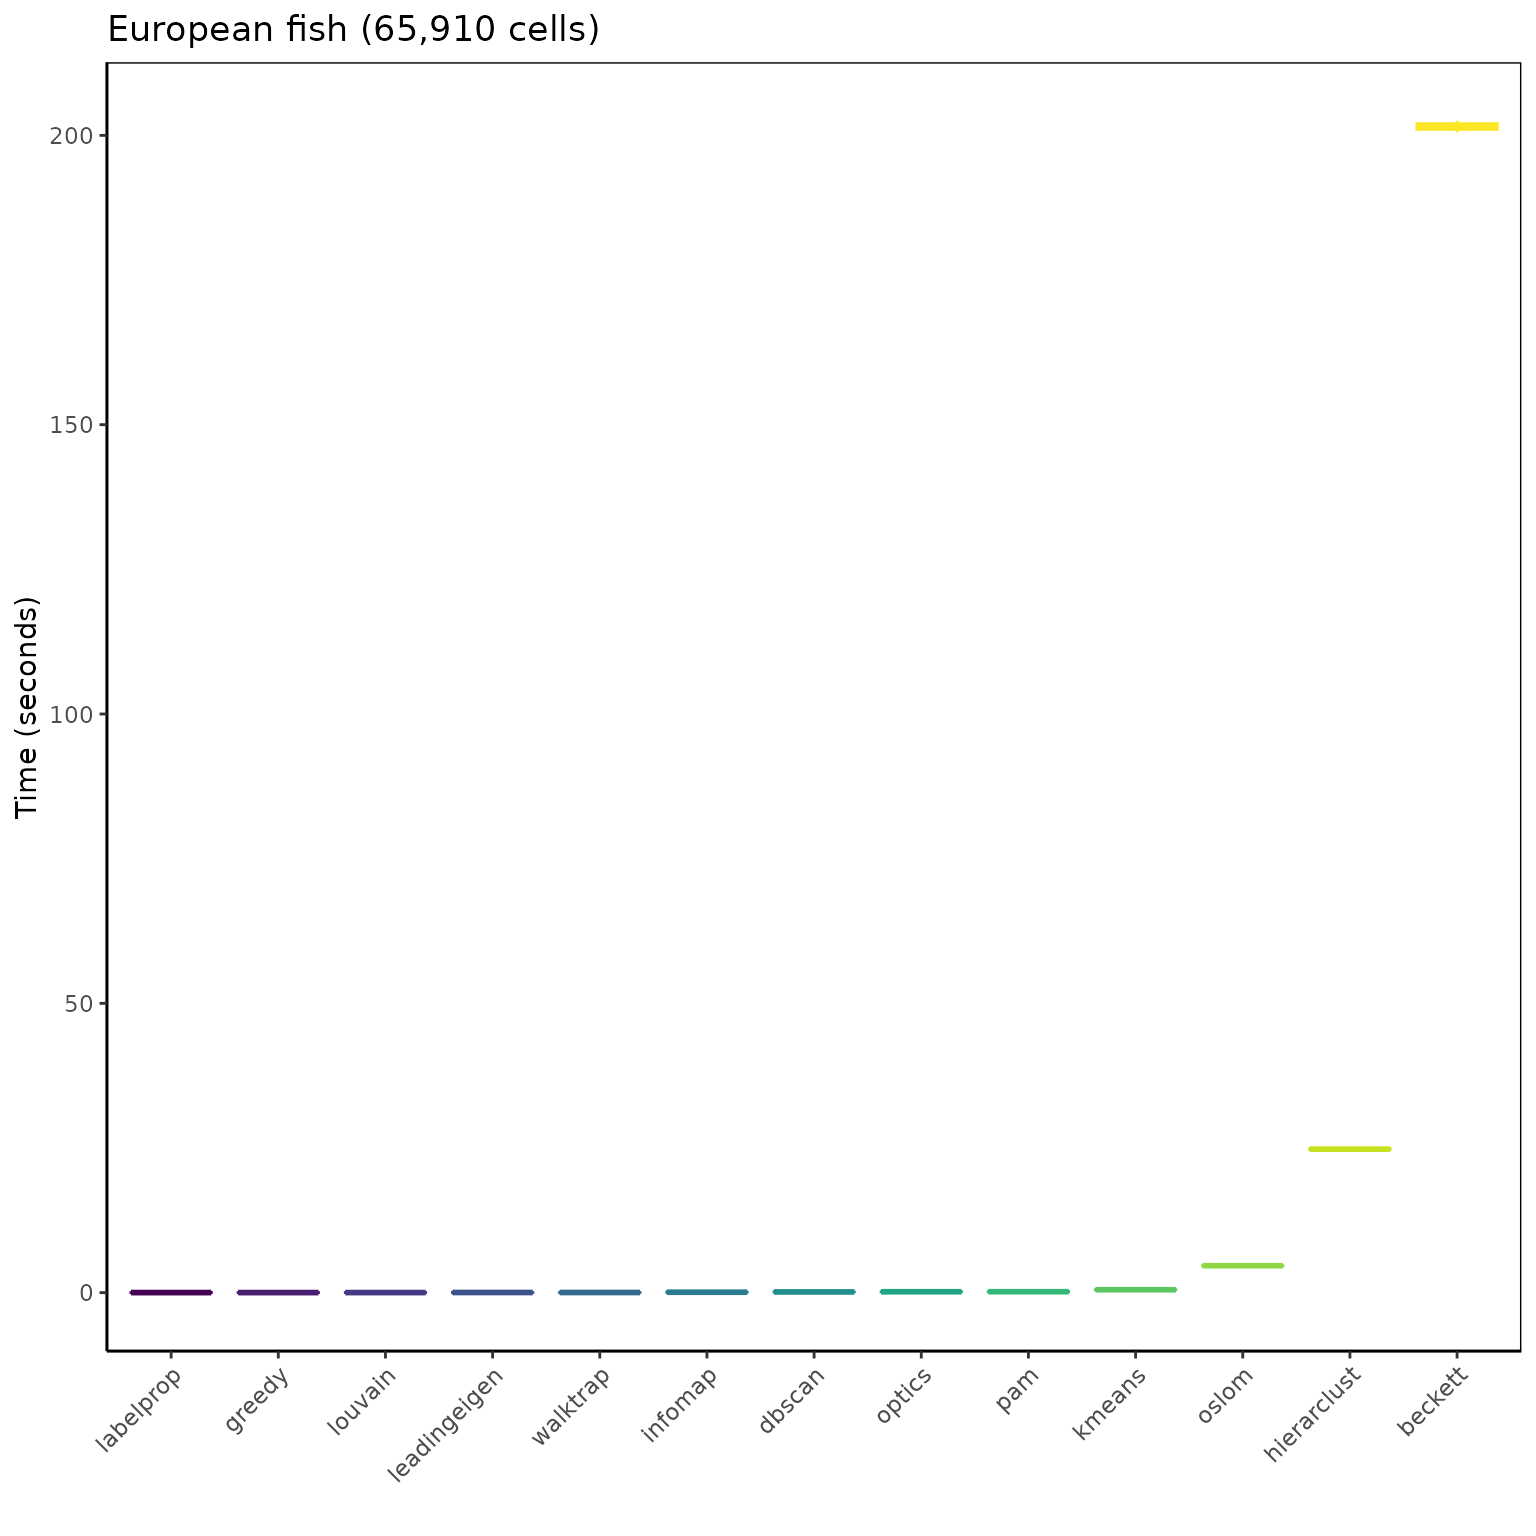 European fish (65,910 cells)
Time (seconds)
200
150
100
50
0
labelprop
greedy
louvain
leadingeigen
walktrap
infomap
dbscan
optics
pam
kmeans
oslom
hierarclust
beckett